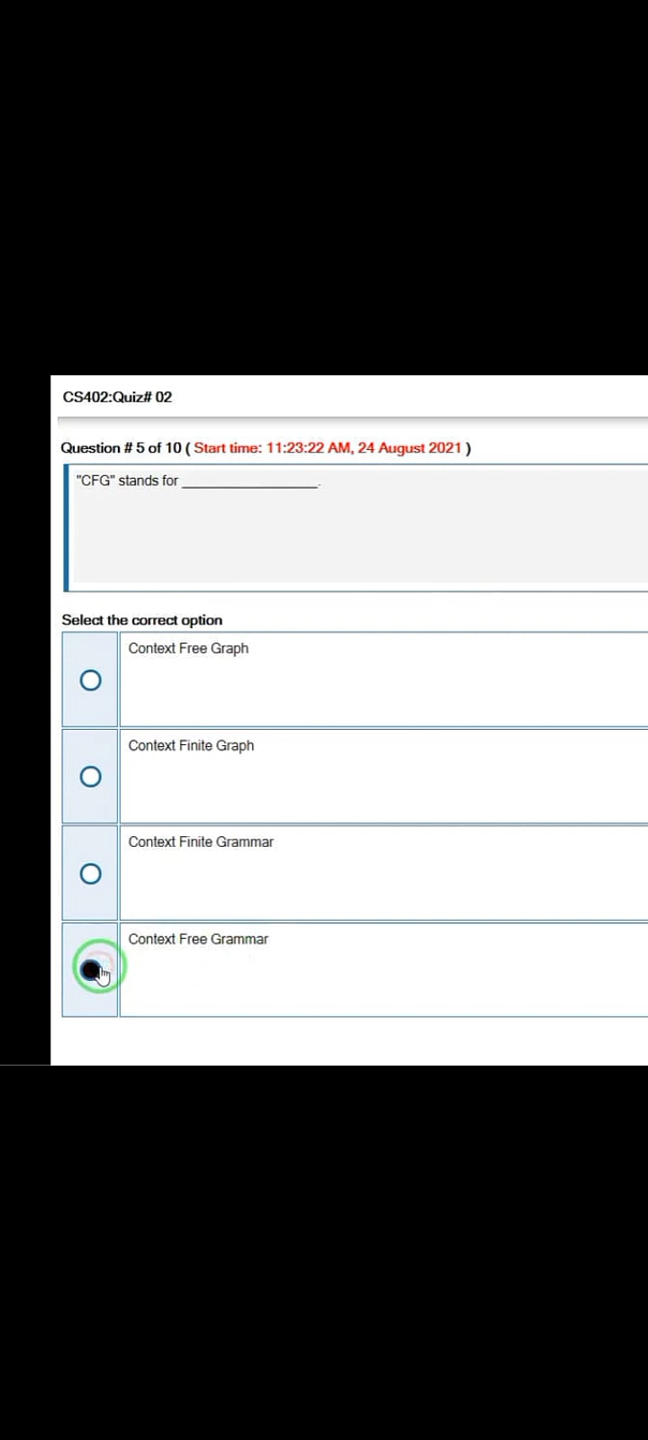 CS402:Quiz# 02
Question # 5 of 10 ( Start time: 11:23:22 AM, 24 August 2021 )
"CFG" stands for __________________.
Select the correct option
Context Free Graph
Context Finite Graph
Context Finite Grammar
Context Free Grammar